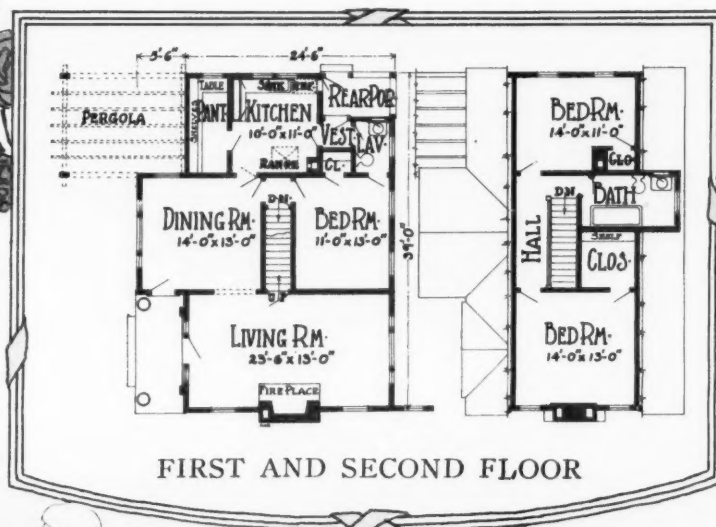 5'-6"
24'-6"
TABLE
SINK
PERGOLA
SHELVES
PANT
KITCHEN
10'-0"x11'-0"
RANGE
REAR POR
VEST
LAV
CL.
DINING RM.
14'-0"x13'-0"
DN
BED RM.
11'-0"x13'-0"
39'-0"
UP
LIVING RM.
23'-6"x13'-0"
FIRE PLACE
BED RM.
14'-0"x11'-0"
CLO
DN
BATH
HALL
SHELF
CLOS.
BED RM.
14'-0"x13'-0"
FIRST AND SECOND FLOOR